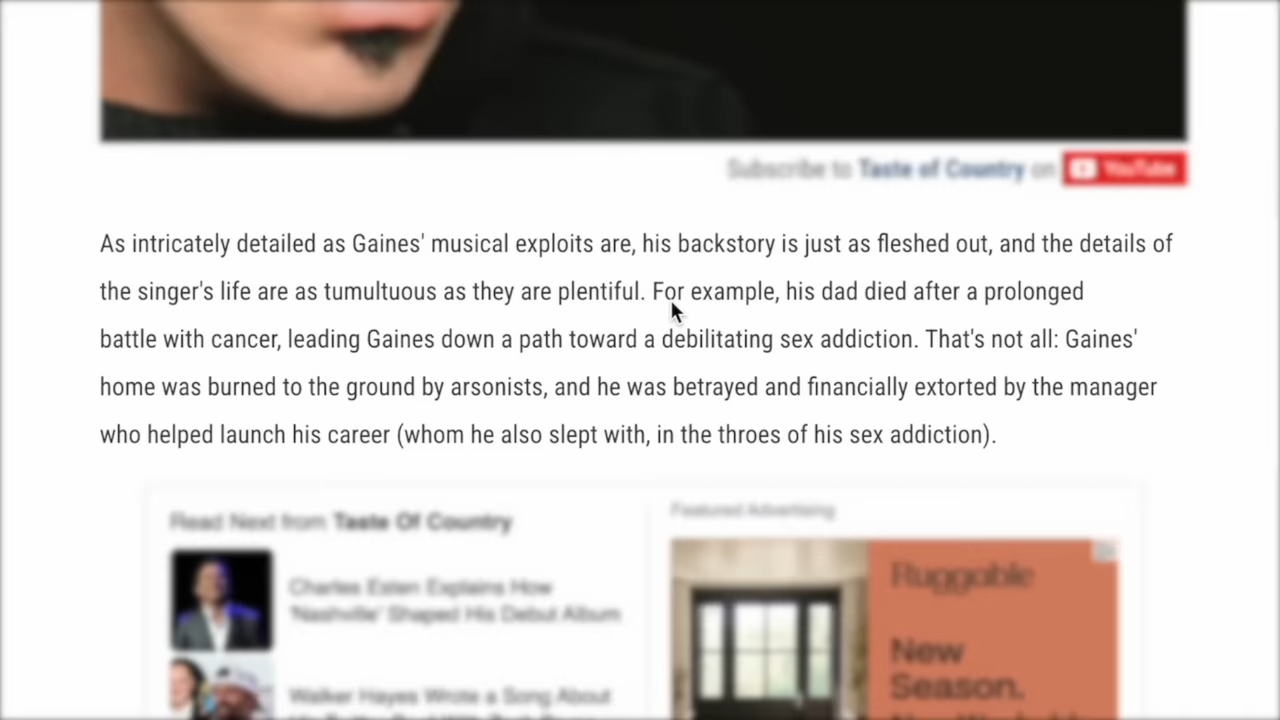 Subscribe to Taste of Country on YouTube
As intricately detailed as Gaines' musical exploits are, his backstory is just as fleshed out, and the details of
the singer's life are as tumultuous as they are plentiful. For example, his dad died after a prolonged
battle with cancer, leading Gaines down a path toward a debilitating sex addiction. That's not all: Gaines'
home was burned to the ground by arsonists, and he was betrayed and financially extorted by the manager
who helped launch his career (whom he also slept with, in the throes of his sex addiction).
Read Next from Taste Of Country
Charles Esten Explains How
'Nashville' Shaped His Debut Album
Walker Hayes Wrote a Song About
Featured Advertising
Ruggable
New
Season.